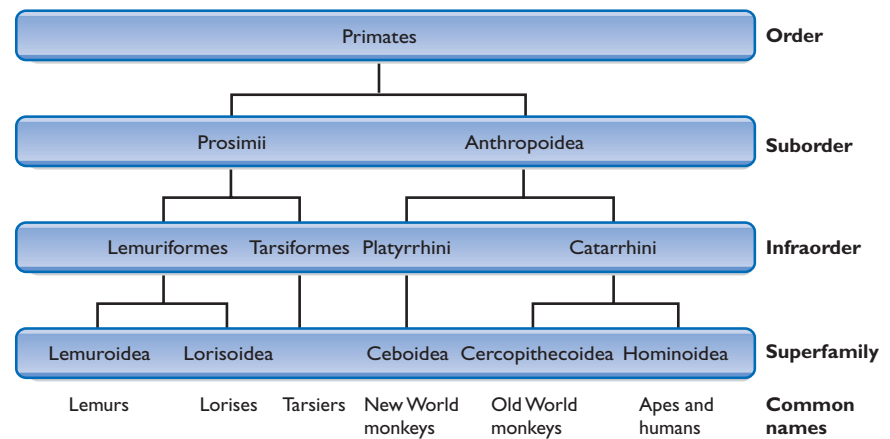 Primates Order
Prosimii Anthropoidea Suborder
Lemuriformes Tarsiformes Platyrrhini Catarrhini Infraorder
Lemuroidea Lorisoidea Ceboidea Cercopithecoidea Hominoidea Superfamily
Lemurs Lorises Tarsiers New World Old World Apes and Common
monkeys monkeys humans names